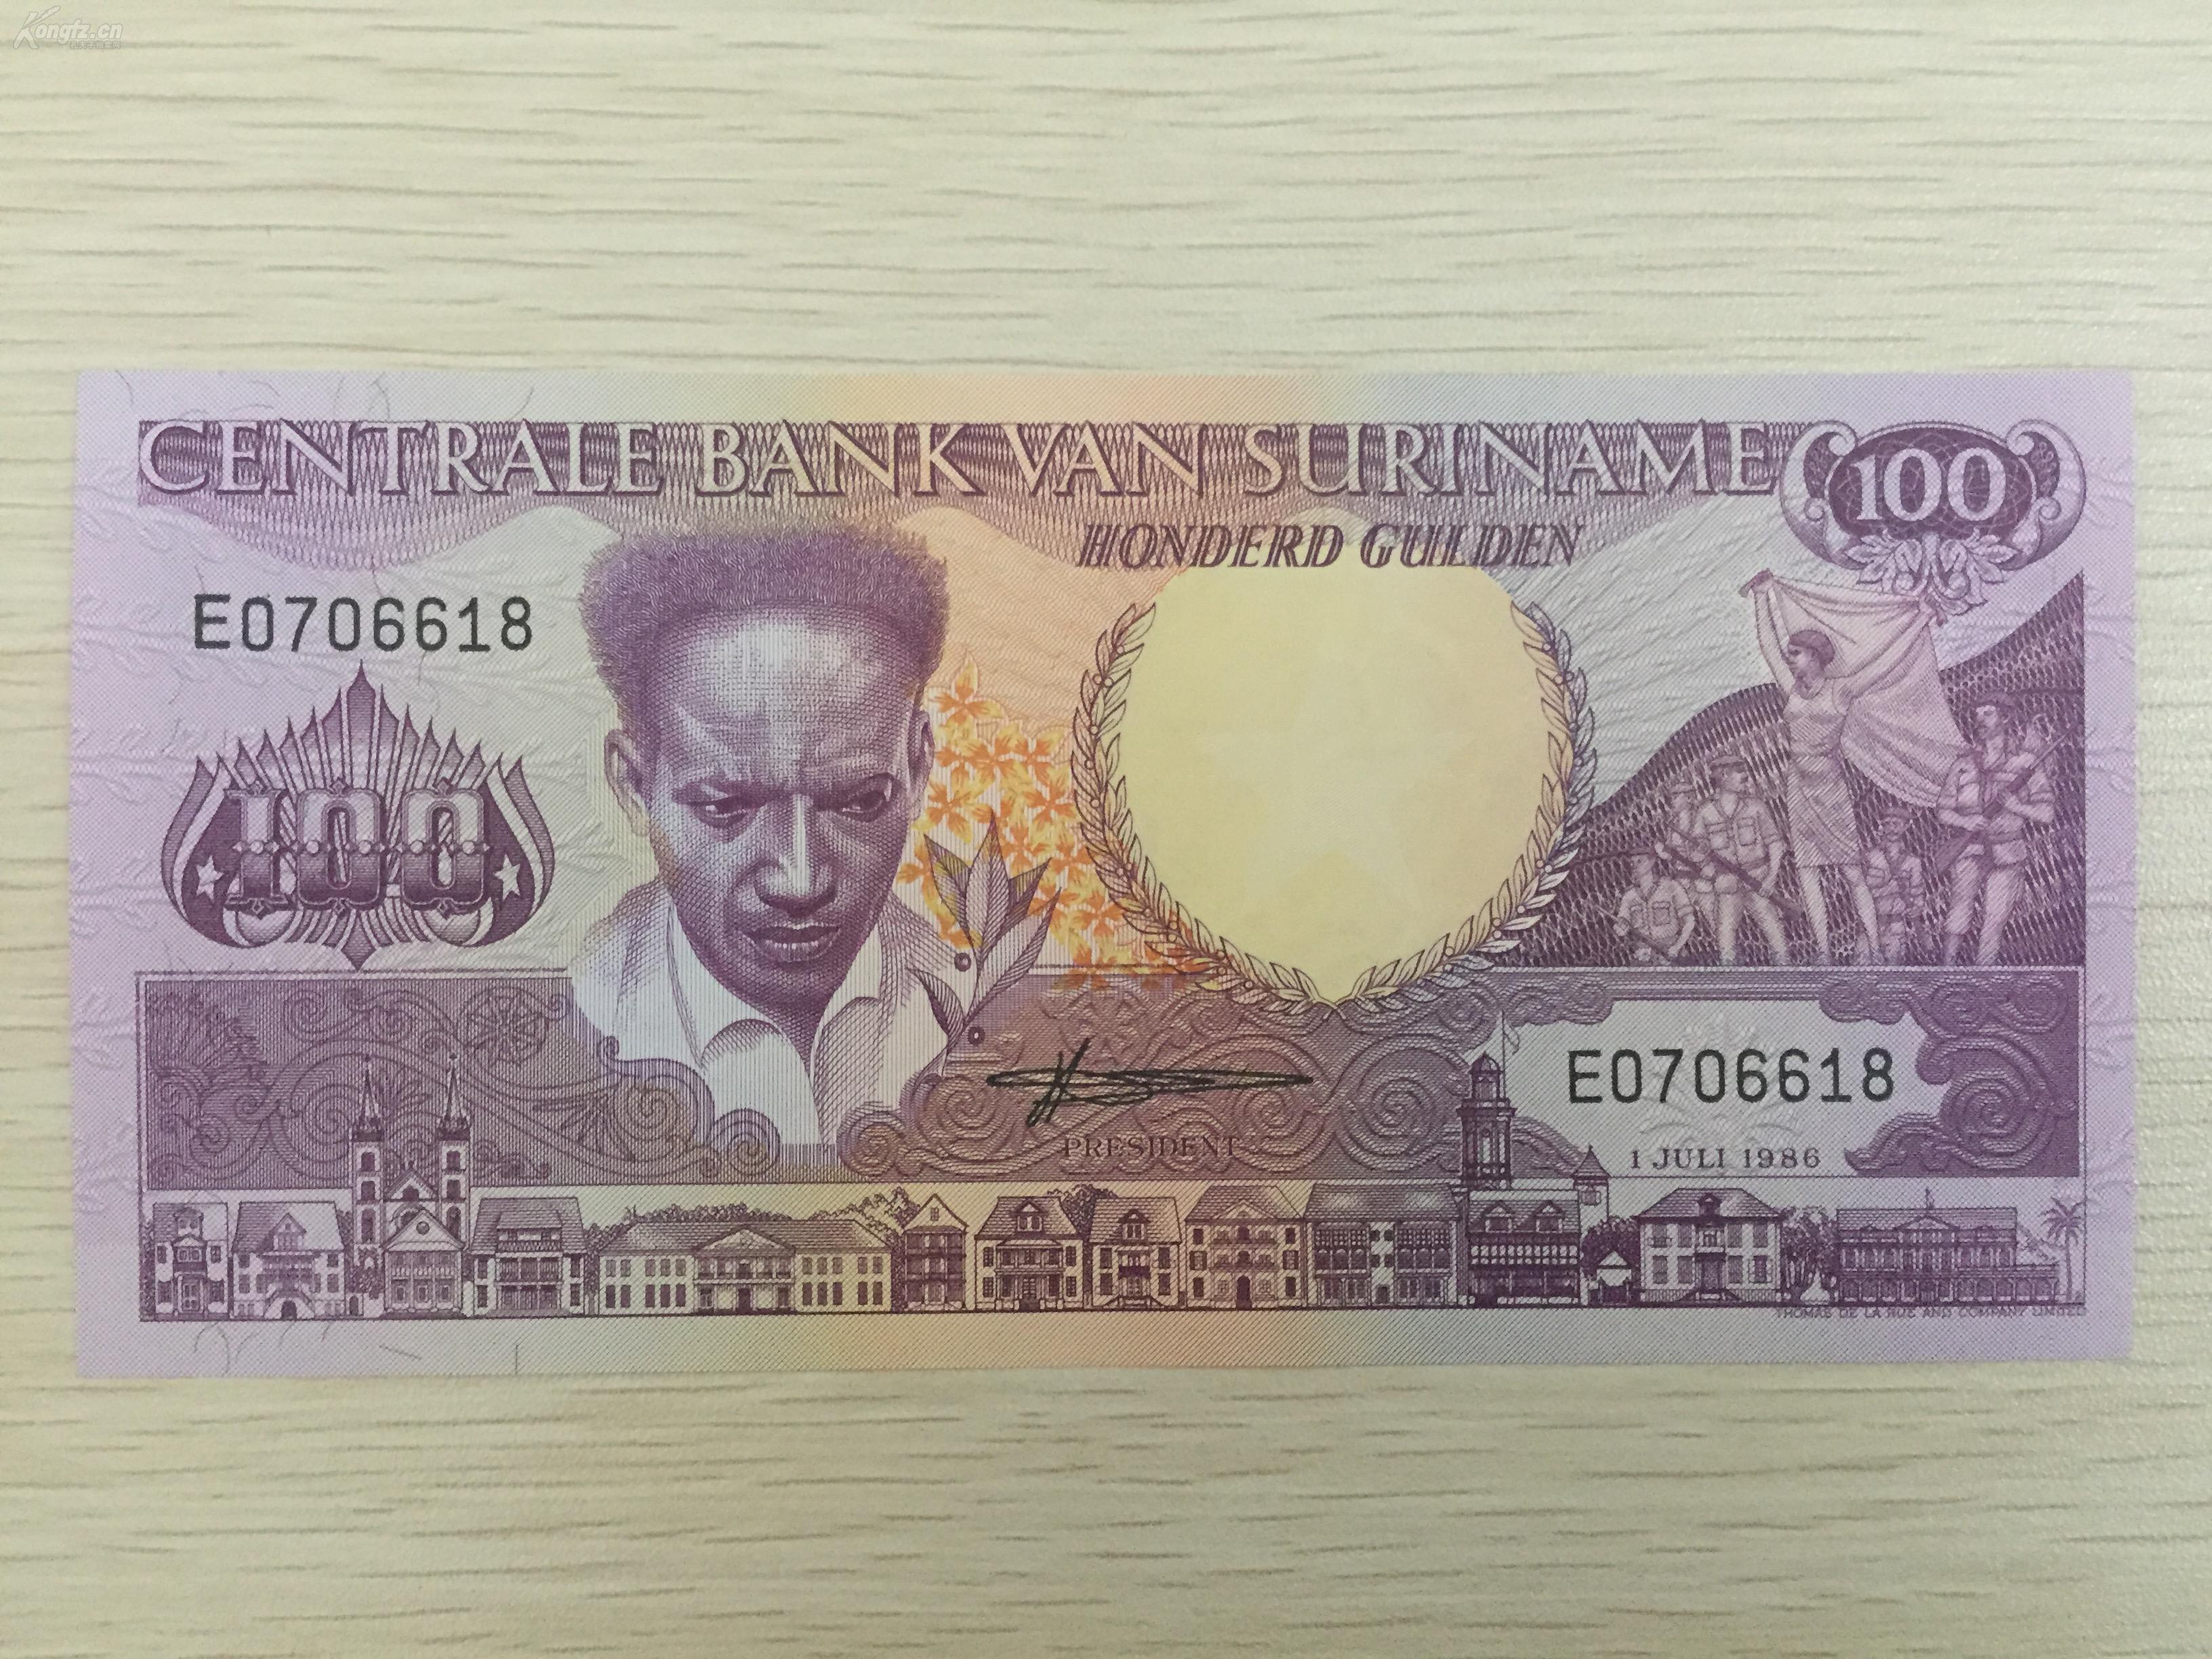 Kongfz.cn
CENTRALE BANK VAN SURINAME
100
HONDERD GULDEN
E0706618
100
E0706618
PRESIDENT
1 JULI 1986
THOMAS DE LA RUE AND COMPANY LIMITED